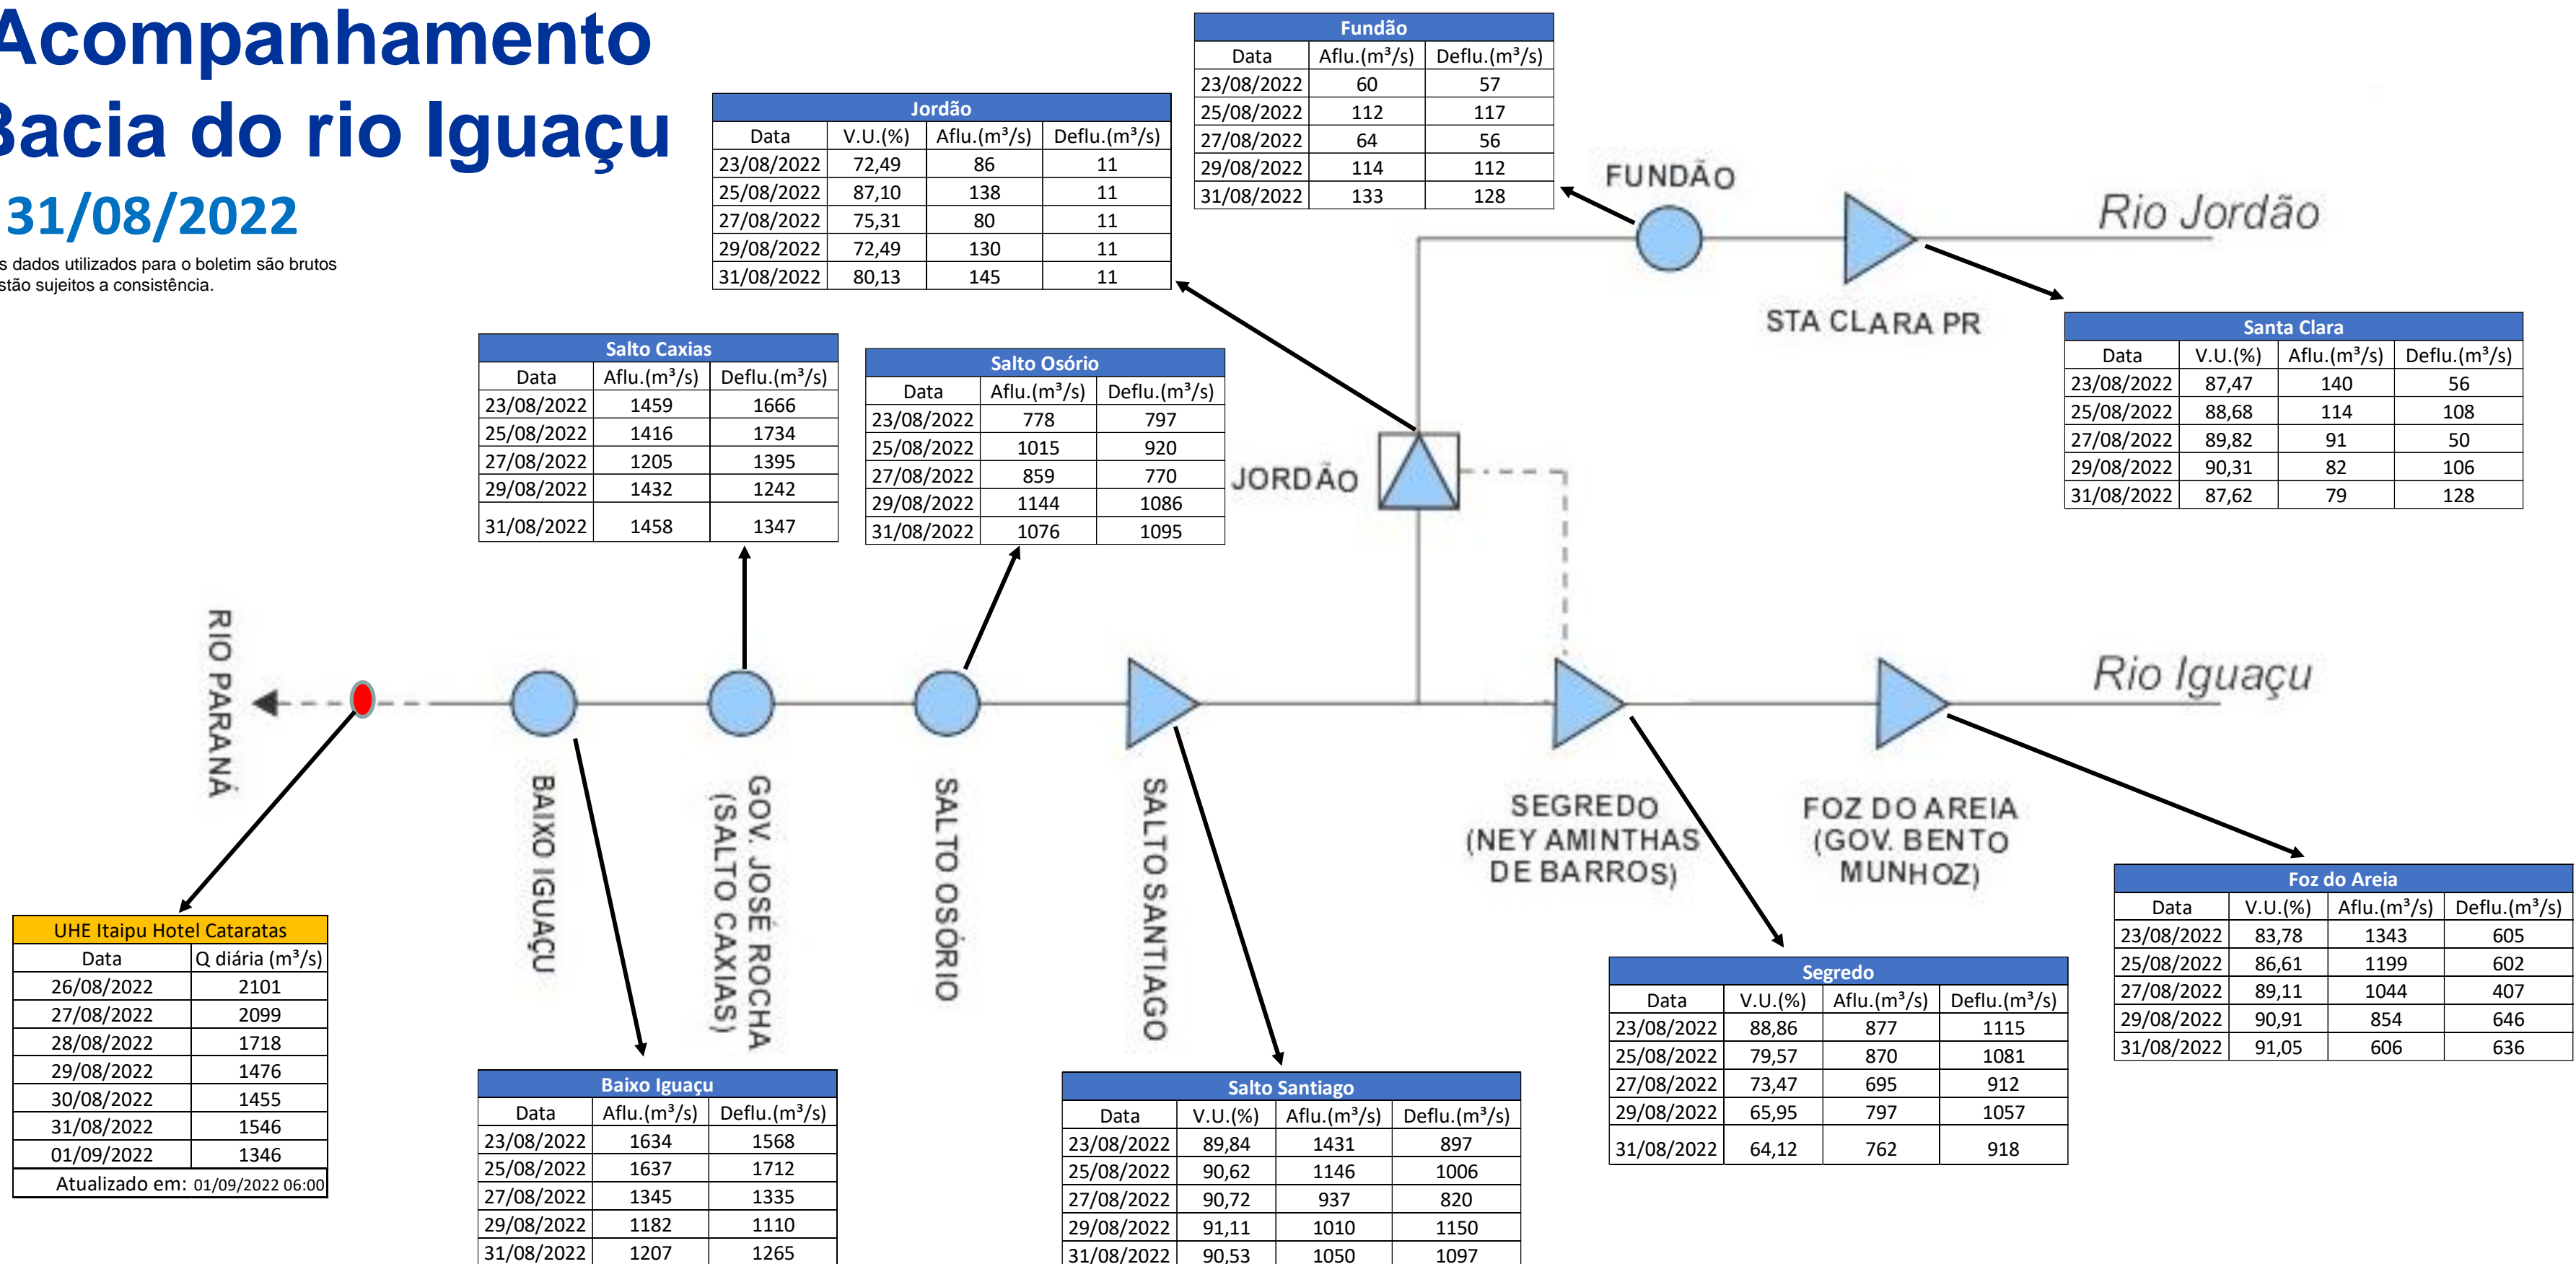 Acompanhamento
Bacia do rio Iguaçu
31/08/2022
s dados utilizados para o boletim são brutos
stão sujeitos a consistência.
Fundão
Data Aflu.(m³/s) Deflu.(m³/s)
23/08/2022 60 57
25/08/2022 112 117
27/08/2022 64 56
29/08/2022 114 112
31/08/2022 133 128
Jordão
Data V.U.(%) Aflu.(m³/s) Deflu.(m³/s)
23/08/2022 72,49 86 11
25/08/2022 87,10 138 11
27/08/2022 75,31 80 11
29/08/2022 72,49 130 11
31/08/2022 80,13 145 11
FUNDÃO
Rio Jordão
STA CLARA PR
Santa Clara
Data V.U.(%) Aflu.(m³/s) Deflu.(m³/s)
23/08/2022 87,47 140 56
25/08/2022 88,68 114 108
27/08/2022 89,82 91 50
29/08/2022 90,31 82 106
31/08/2022 87,62 79 128
Salto Caxias
Data Aflu.(m³/s) Deflu.(m³/s)
23/08/2022 1459 1666
25/08/2022 1416 1734
27/08/2022 1205 1395
29/08/2022 1432 1242
31/08/2022 1458 1347
Salto Osório
Data Aflu.(m³/s) Deflu.(m³/s)
23/08/2022 778 797
25/08/2022 1015 920
27/08/2022 859 770
29/08/2022 1144 1086
31/08/2022 1076 1095
JORDÃO
RIO PARANÁ
Rio Iguaçu
BAIXO IGUAÇU
GOV. JOSÉ ROCHA
(SALTO CAXIAS)
SALTO OSÓRIO
SALTO SANTIAGO
SEGREDO
(NEY AMINTHAS
DE BARROS)
FOZ DO AREIA
(GOV. BENTO
MUNHOZ)
Foz do Areia
Data V.U.(%) Aflu.(m³/s) Deflu.(m³/s)
23/08/2022 83,78 1343 605
25/08/2022 86,61 1199 602
27/08/2022 89,11 1044 407
29/08/2022 90,91 854 646
31/08/2022 91,05 606 636
UHE Itaipu Hotel Cataratas
Data Q diária (m³/s)
26/08/2022 2101
27/08/2022 2099
28/08/2022 1718
29/08/2022 1476
30/08/2022 1455
31/08/2022 1546
01/09/2022 1346
Atualizado em: 01/09/2022 06:00
Segredo
Data V.U.(%) Aflu.(m³/s) Deflu.(m³/s)
23/08/2022 88,86 877 1115
25/08/2022 79,57 870 1081
27/08/2022 73,47 695 912
29/08/2022 65,95 797 1057
31/08/2022 64,12 762 918
Baixo Iguaçu
Data Aflu.(m³/s) Deflu.(m³/s)
23/08/2022 1634 1568
25/08/2022 1637 1712
27/08/2022 1345 1335
29/08/2022 1182 1110
31/08/2022 1207 1265
Salto Santiago
Data V.U.(%) Aflu.(m³/s) Deflu.(m³/s)
23/08/2022 89,84 1431 897
25/08/2022 90,62 1146 1006
27/08/2022 90,72 937 820
29/08/2022 91,11 1010 1150
31/08/2022 90,53 1050 1097